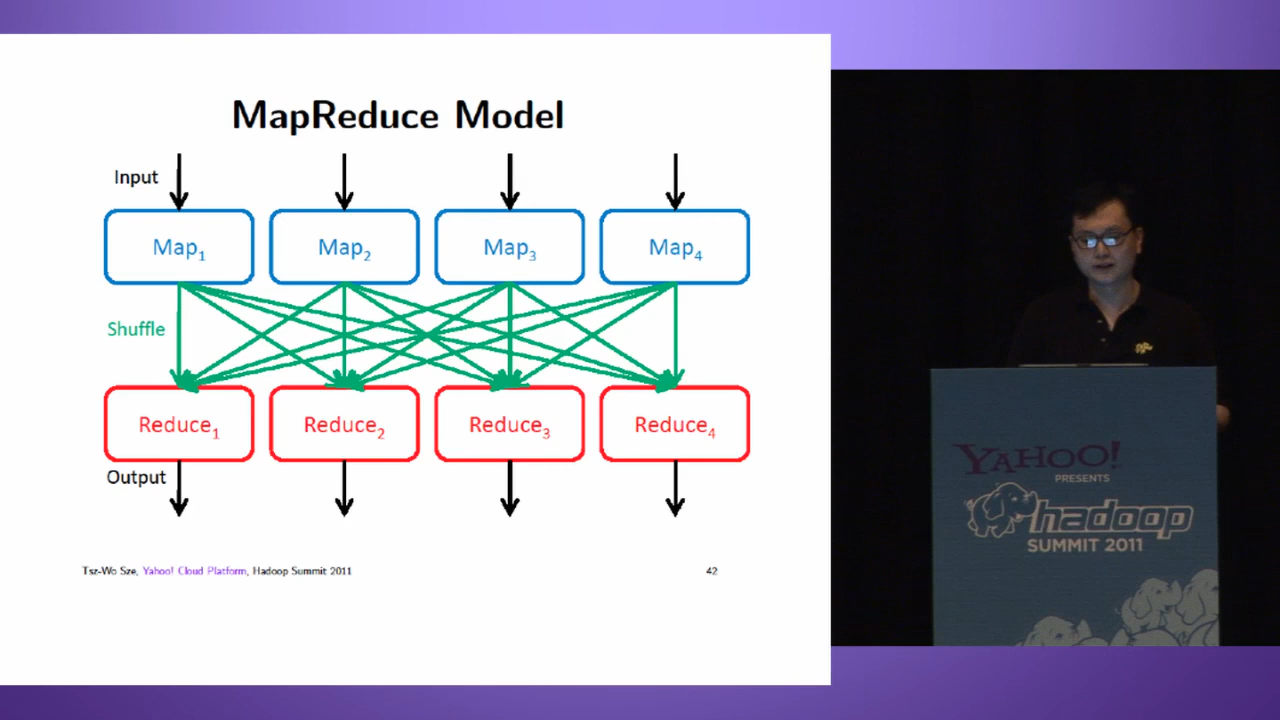 MapReduce Model
Input
Map1 Map2 Map3 Map4
Shuffle
Reduce1 Reduce2 Reduce3 Reduce4
Output
Tsz-Wo Sze, Yahoo! Cloud Platform, Hadoop Summit 2011 42
YAHOO!
PRESENTS
hadoop
SUMMIT 2011